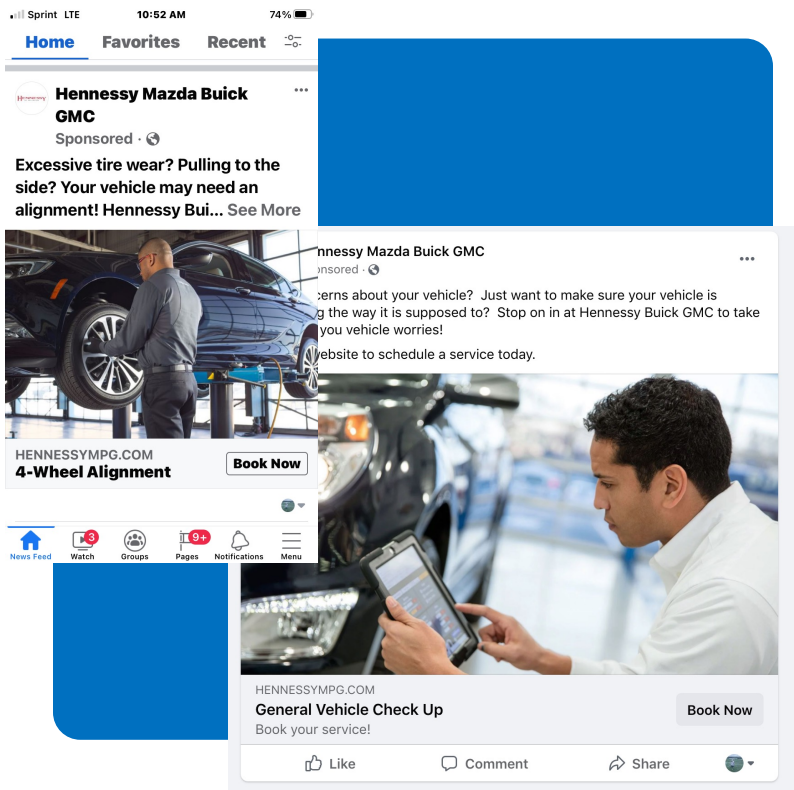 Sprint LTE 10:52 AM 74%
Home Favorites Recent
Hennessy Mazda Buick
GMC
Sponsored ·
Excessive tire wear? Pulling to the
side? Your vehicle may need an
alignment! Hennessy Bui... See More
HENNESSYMPG.COM
4-Wheel Alignment
Book Now
3
9+
News Feed Watch Groups Pages Notifications Menu
nnessy Mazda Buick GMC
onsored ·
cerns about your vehicle?  Just want to make sure your vehicle is
g the way it is supposed to?  Stop on in at Hennessy Buick GMC to take
you vehicle worries!
ebsite to schedule a service today.
HENNESSYMPG.COM
General Vehicle Check Up
Book your service!
Book Now
Like Comment Share